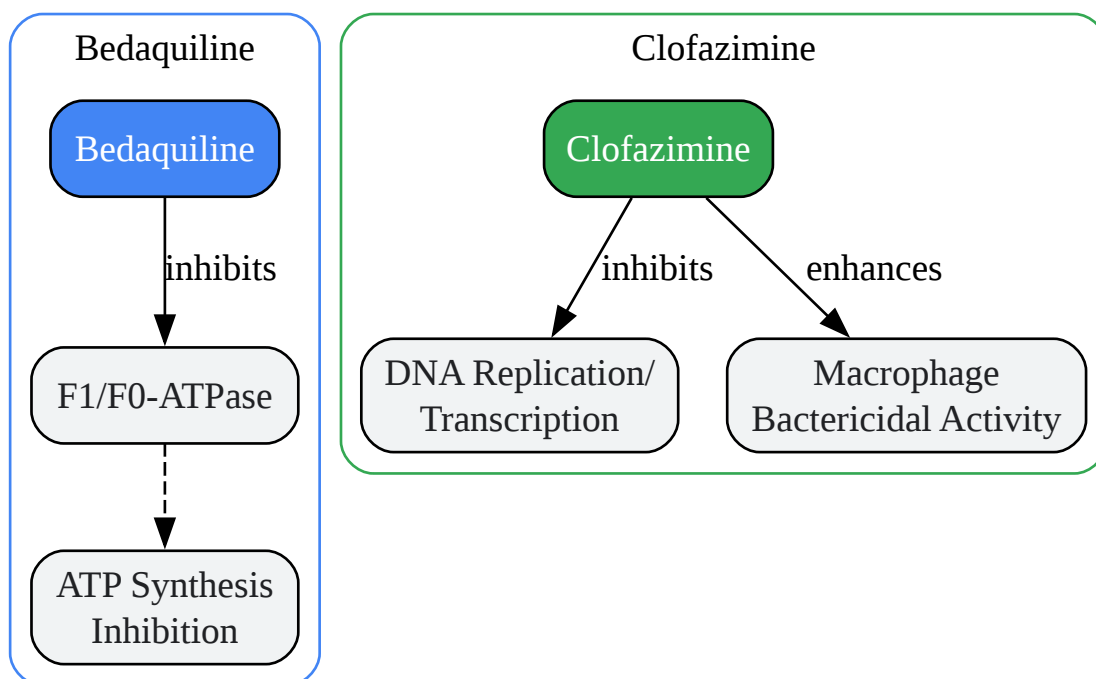 Bedaquiline
Bedaquiline
inhibits
F1/F0-ATPase
ATP Synthesis
Inhibition
Clofazimine
Clofazimine
inhibits
enhances
DNA Replication/
Transcription
Macrophage
Bactericidal Activity